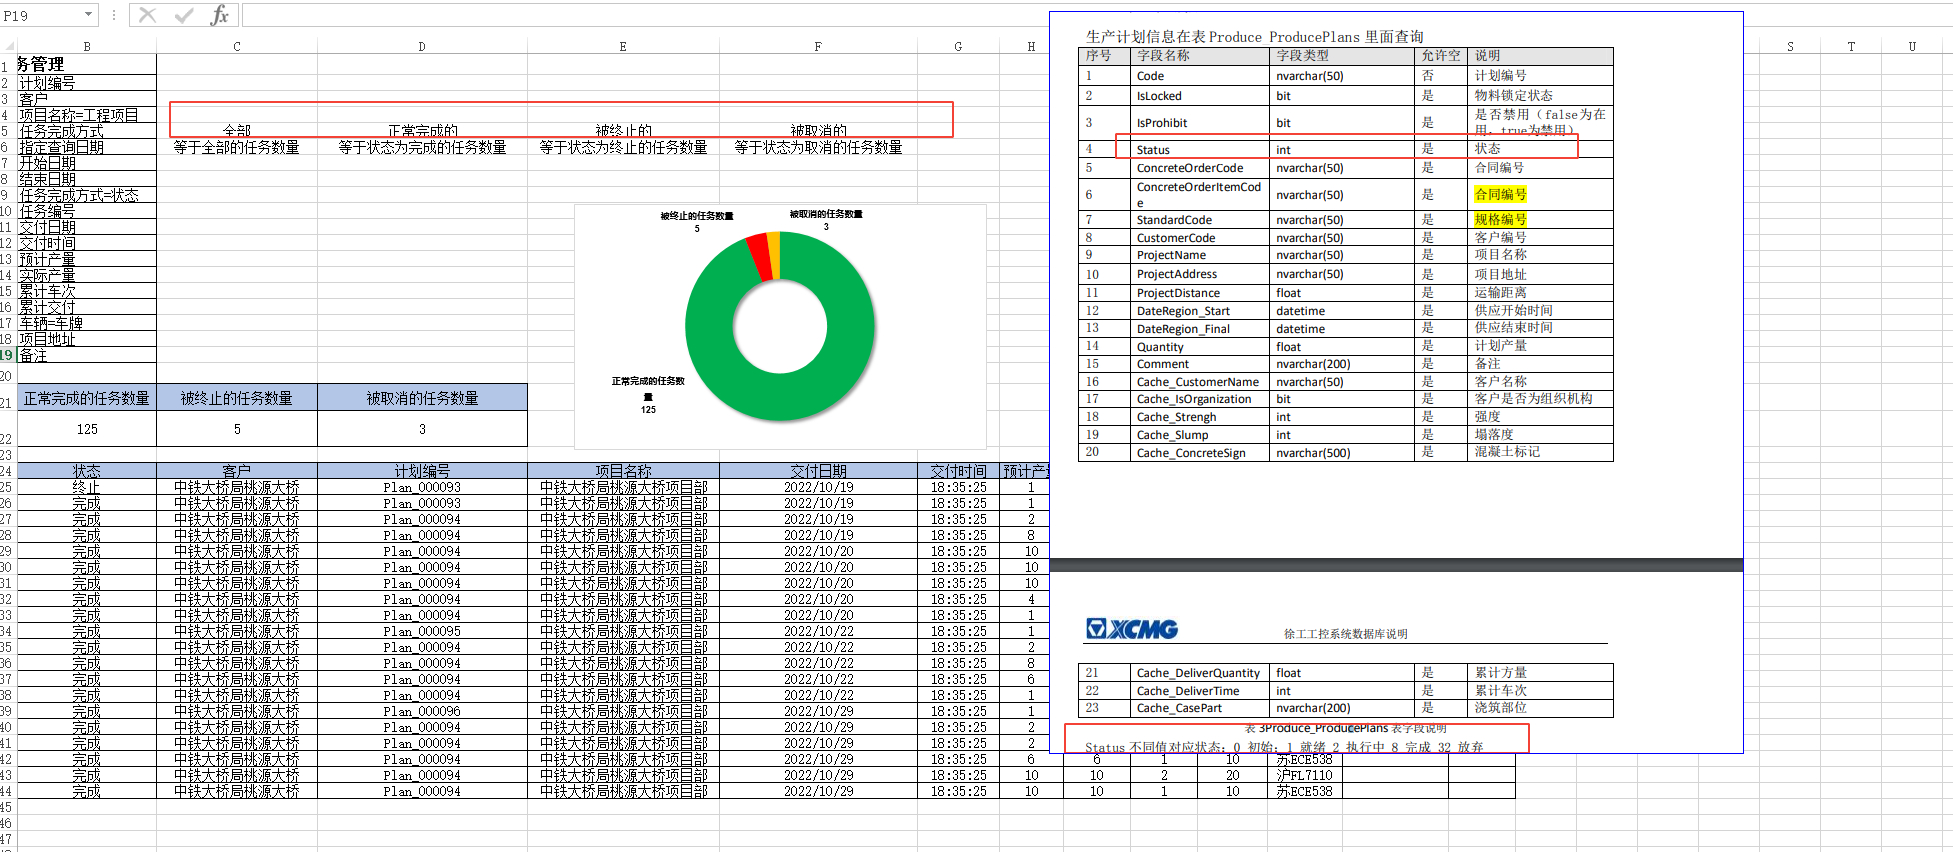 P19
fx
B C D E F G H S T U
1 务管理
2 计划编号
3 客户
4 项目名称=工程项目
5 任务完成方式 全部 正常完成的 被终止的 被取消的
6 指定查询日期 等于全部的任务数量 等于状态为完成的任务数量 等于状态为终止的任务数量 等于状态为取消的任务数量
7 开始日期
8 结束日期
9 任务完成方式=状态
10 任务编号
11 交付日期
12 交付时间
13 预计产量
14 实际产量
15 累计车次
16 累计交付
17 车辆=车牌
18 项目地址
19 备注
20
被终止的任务数量
5
被取消的任务数量
3
正常完成的任务数
量
125
21 正常完成的任务数量 被终止的任务数量 被取消的任务数量
22 125 5 3
23
24 状态 客户 计划编号 项目名称 交付日期 交付时间 预计产量
25 终止 中铁大桥局桃源大桥 Plan_000093 中铁大桥局桃源大桥项目部 2022/10/19 18:35:25 1
26 完成 中铁大桥局桃源大桥 Plan_000093 中铁大桥局桃源大桥项目部 2022/10/19 18:35:25 1
27 完成 中铁大桥局桃源大桥 Plan_000094 中铁大桥局桃源大桥项目部 2022/10/19 18:35:25 2
28 完成 中铁大桥局桃源大桥 Plan_000094 中铁大桥局桃源大桥项目部 2022/10/19 18:35:25 8
29 完成 中铁大桥局桃源大桥 Plan_000094 中铁大桥局桃源大桥项目部 2022/10/20 18:35:25 10
30 完成 中铁大桥局桃源大桥 Plan_000094 中铁大桥局桃源大桥项目部 2022/10/20 18:35:25 10
31 完成 中铁大桥局桃源大桥 Plan_000094 中铁大桥局桃源大桥项目部 2022/10/20 18:35:25 10
32 完成 中铁大桥局桃源大桥 Plan_000094 中铁大桥局桃源大桥项目部 2022/10/20 18:35:25 4
33 完成 中铁大桥局桃源大桥 Plan_000094 中铁大桥局桃源大桥项目部 2022/10/20 18:35:25 1
34 完成 中铁大桥局桃源大桥 Plan_000095 中铁大桥局桃源大桥项目部 2022/10/22 18:35:25 1
35 完成 中铁大桥局桃源大桥 Plan_000094 中铁大桥局桃源大桥项目部 2022/10/22 18:35:25 2
36 完成 中铁大桥局桃源大桥 Plan_000094 中铁大桥局桃源大桥项目部 2022/10/22 18:35:25 8
37 完成 中铁大桥局桃源大桥 Plan_000094 中铁大桥局桃源大桥项目部 2022/10/22 18:35:25 6
38 完成 中铁大桥局桃源大桥 Plan_000094 中铁大桥局桃源大桥项目部 2022/10/22 18:35:25 1
39 完成 中铁大桥局桃源大桥 Plan_000096 中铁大桥局桃源大桥项目部 2022/10/29 18:35:25 1
40 完成 中铁大桥局桃源大桥 Plan_000094 中铁大桥局桃源大桥项目部 2022/10/29 18:35:25 2
41 完成 中铁大桥局桃源大桥 Plan_000094 中铁大桥局桃源大桥项目部 2022/10/29 18:35:25 2
42 完成 中铁大桥局桃源大桥 Plan_000094 中铁大桥局桃源大桥项目部 2022/10/29 18:35:25 6 6 1 10 苏ECE538
43 完成 中铁大桥局桃源大桥 Plan_000094 中铁大桥局桃源大桥项目部 2022/10/29 18:35:25 10 10 2 20 沪FL7110
44 完成 中铁大桥局桃源大桥 Plan_000094 中铁大桥局桃源大桥项目部 2022/10/29 18:35:25 10 10 1 10 苏ECE538
45
46
47
生产计划信息在表 Produce_ProducePlans 里面查询
序号 字段名称 字段类型 允许空 说明
1 Code nvarchar(50) 否 计划编号
2 IsLocked bit 是 物料锁定状态
3 IsProhibit bit 是 是否禁用（false为在
用，true为禁用）
4 Status int 是 状态
5 ConcreteOrderCode nvarchar(50) 是 合同编号
6 ConcreteOrderItemCod
e nvarchar(50) 是 合同编号
7 StandardCode nvarchar(50) 是 规格编号
8 CustomerCode nvarchar(50) 是 客户编号
9 ProjectName nvarchar(50) 是 项目名称
10 ProjectAddress nvarchar(50) 是 项目地址
11 ProjectDistance float 是 运输距离
12 DateRegion_Start datetime 是 供应开始时间
13 DateRegion_Final datetime 是 供应结束时间
14 Quantity float 是 计划产量
15 Comment nvarchar(200) 是 备注
16 Cache_CustomerName nvarchar(50) 是 客户名称
17 Cache_IsOrganization bit 是 客户是否为组织机构
18 Cache_Strengh int 是 强度
19 Cache_Slump int 是 塌落度
20 Cache_ConcreteSign nvarchar(500) 是 混凝土标记
XCMG 徐工工控系统数据库说明
21 Cache_DeliverQuantity float 是 累计方量
22 Cache_DeliverTime int 是 累计车次
23 Cache_CasePart nvarchar(200) 是 浇筑部位
表 3Produce_ProducePlans 表字段说明
Status 不同值对应状态：0 初始；1 就绪 2 执行中 8 完成 32 放弃